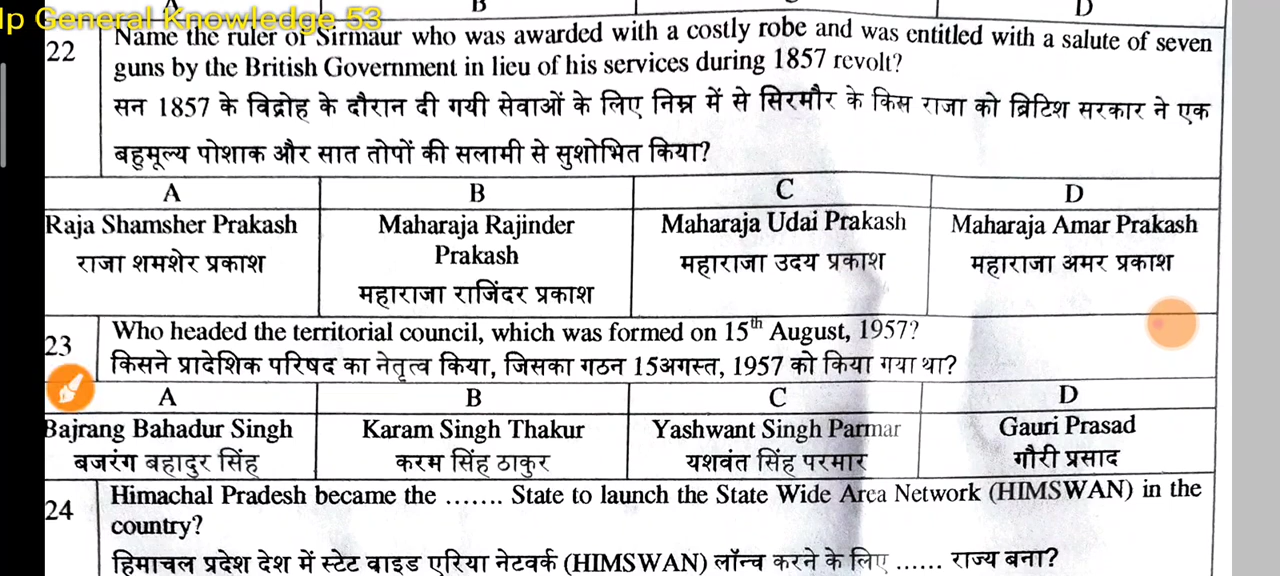 B
D
lp General Knowledge 53
22
Name the ruler of Sirmaur who was awarded with a costly robe and was entitled with a salute of seven
guns by the British Government in lieu of his services during 1857 revolt?
सन 1857 के विद्रोह के दौरान दी गयी सेवाओं के लिए निम्न में से सिरमौर के किस राजा को ब्रिटिश सरकार ने एक
बहुमूल्य पोशाक और सात तोपों की सलामी से सुशोभित किया?
A B C D
Raja Shamsher Prakash
राजा शमशेर प्रकाश
Maharaja Rajinder
Prakash
महाराजा राजिंदर प्रकाश
Maharaja Udai Prakash
महाराजा उदय प्रकाश
Maharaja Amar Prakash
महाराजा अमर प्रकाश
23
Who headed the territorial council, which was formed on 15th August, 1957?
किसने प्रादेशिक परिषद का नेतृत्व किया, जिसका गठन 15अगस्त, 1957 को किया गया था?
A B C D
Bajrang Bahadur Singh
बजरंग बहादुर सिंह
Karam Singh Thakur
करम सिंह ठाकुर
Yashwant Singh Parmar
यशवंत सिंह परमार
Gauri Prasad
गौरी प्रसाद
24
Himachal Pradesh became the ....... State to launch the State Wide Area Network (HIMSWAN) in the
country?
हिमाचल प्रदेश देश में स्टेट वाइड एरिया नेटवर्क (HIMSWAN) लॉन्च करने के लिए ...... राज्य बना?